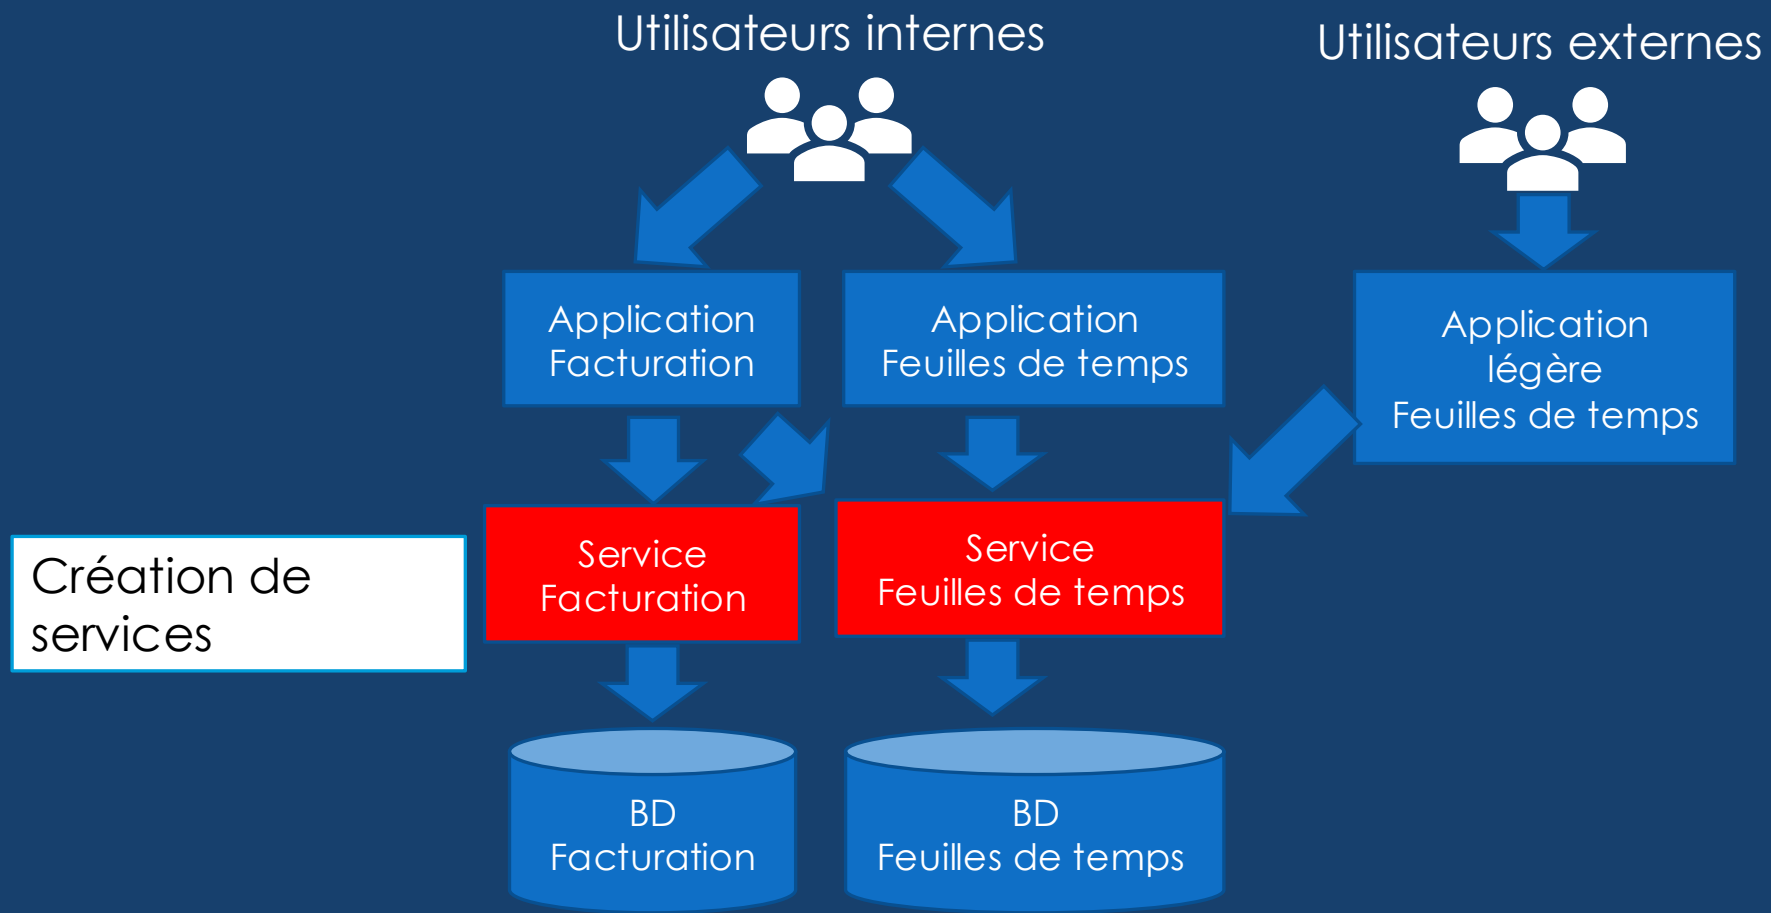 Utilisateurs internes
Utilisateurs externes
Application
Facturation
Application
Feuilles de temps
Application
légère
Feuilles de temps
Création de
services
Service
Facturation
Service
Feuilles de temps
BD
Facturation
BD
Feuilles de temps